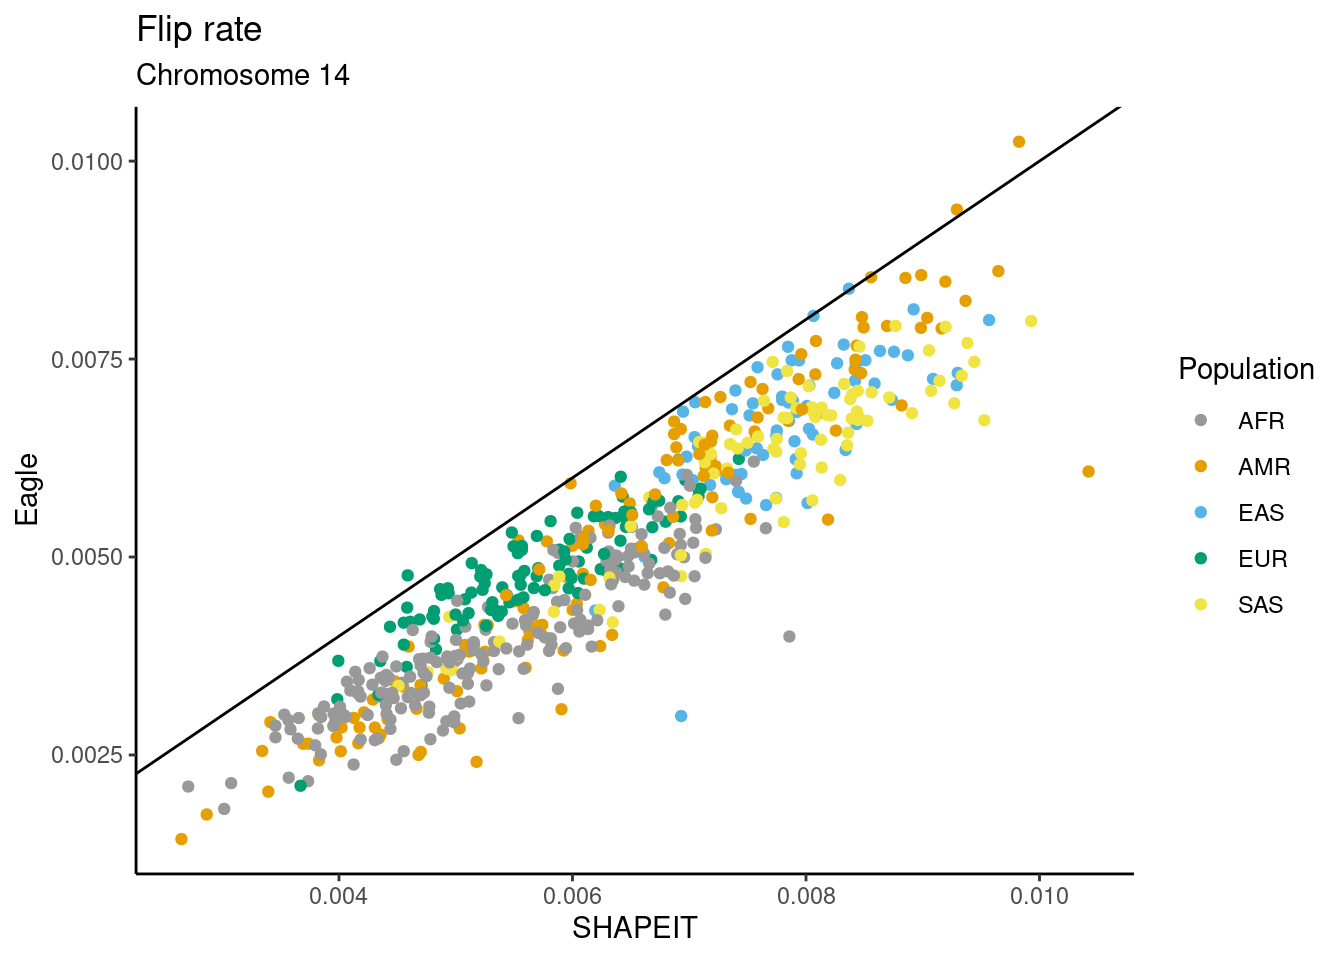 Flip rate
Chromosome 14
0.0100
0.0075
0.0050
0.0025
Eagle
0.004
0.006
0.008
0.010
SHAPEIT
Population
AFR
AMR
EAS
EUR
SAS